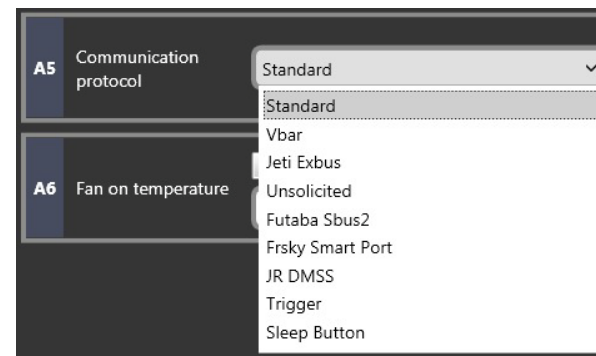 A5
Communication
protocol
Standard
Standard
Vbar
Jeti Exbus
A6
Fan on temperature
Unsolicited
Futaba Sbus2
Frsky Smart Port
JR DMSS
Trigger
Sleep Button